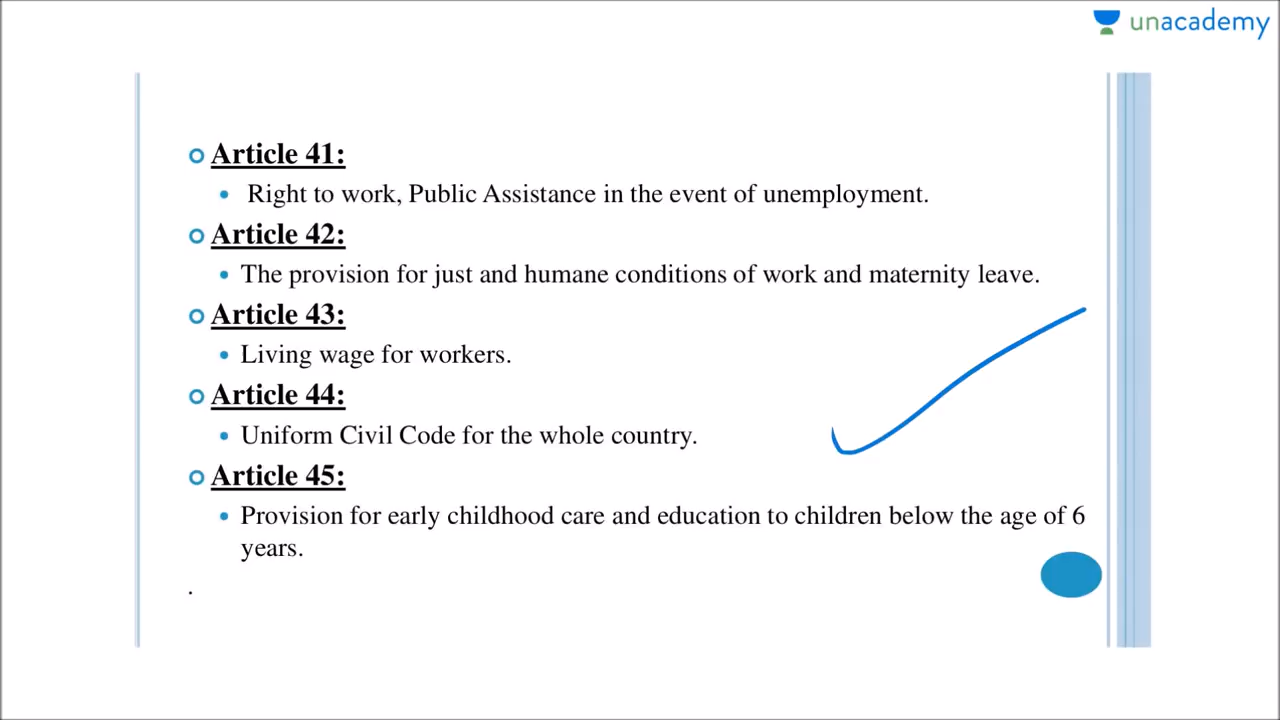 unacademy
Article 41:
Right to work, Public Assistance in the event of unemployment.
Article 42:
The provision for just and humane conditions of work and maternity leave.
Article 43:
Living wage for workers.
Article 44:
Uniform Civil Code for the whole country.
Article 45:
Provision for early childhood care and education to children below the age of 6
years.
.